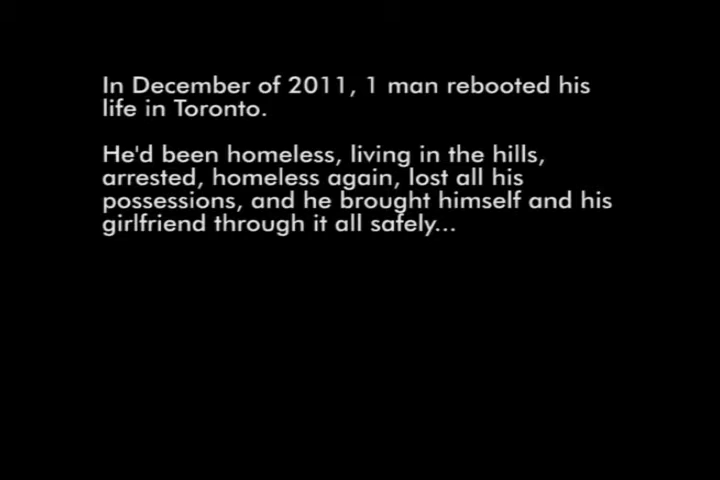 In December of 2011, 1 man rebooted his
life in Toronto.
He'd been homeless, living in the hills,
arrested, homeless again, lost all his
possessions, and he brought himself and his
girlfriend through it all safely...